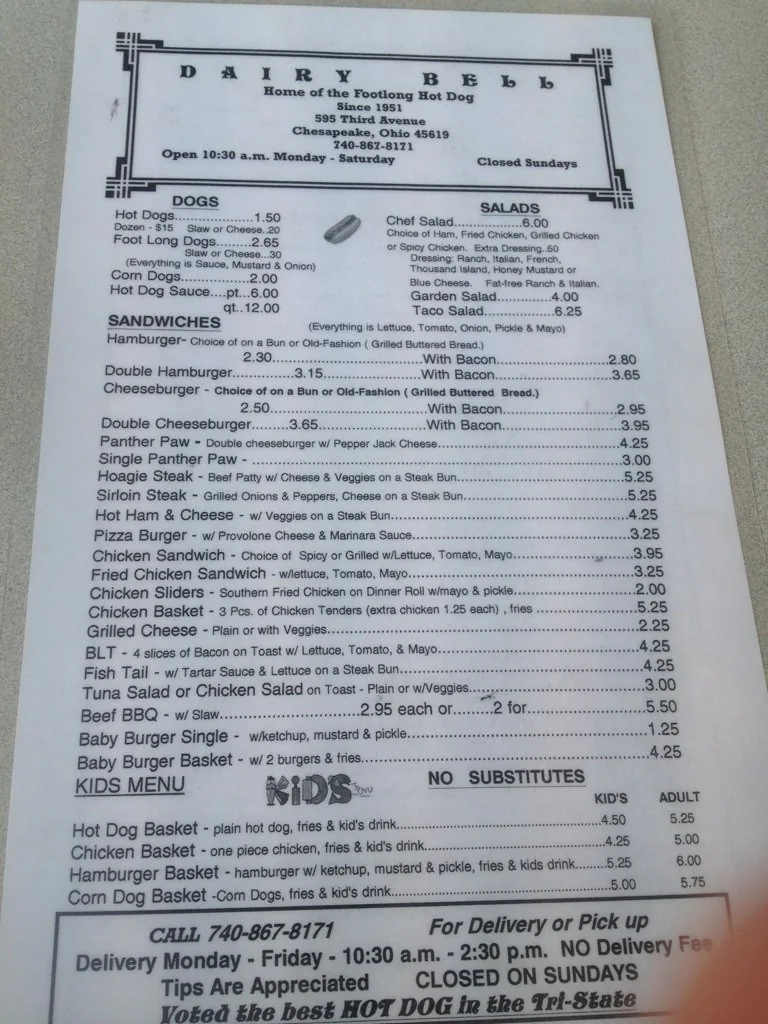 DAIRY BELL
Home of the Footlong Hot Dog
Since 1951
595 Third Avenue
Chesapeake, Ohio 45619
740-867-8171
Open 10:30 a.m. Monday - Saturday Closed Sundays
DOGS
Hot Dogs.....................1.50
Dozen - $15 Slaw or Cheese..20
Foot Long Dogs.........2.65
Slaw or Cheese...30
(Everything is Sauce, Mustard & Onion)
Corn Dogs..................2.00
Hot Dog Sauce....pt...6.00
qt..12.00
SALADS
Chef Salad..................6.00
Choice of Ham, Fried Chicken, Grilled Chicken
or Spicy Chicken. Extra Dressing..50
Dressing: Ranch, Italian, French,
Thousand Island, Honey Mustard or
Blue Cheese. Fat-free Ranch & Italian.
Garden Salad...............4.00
Taco Salad..................6.25
SANDWICHES (Everything is Lettuce, Tomato, Onion, Pickle & Mayo)
Hamburger- Choice of on a Bun or Old-Fashion ( Grilled Buttered Bread.)
2.30..............................With Bacon......................2.80
Double Hamburger............3.15........................With Bacon.......................3.65
Cheeseburger - Choice of on a Bun or Old-Fashion ( Grilled Buttered Bread.)
2.50...............................With Bacon.......................2.95
Double Cheeseburger.......3.65.....................With Bacon.......................3.95
Panther Paw - Double cheeseburger w/ Pepper Jack Cheese...................................4.25
Single Panther Paw - ..........................................................................3.00
Hoagie Steak - Beef Patty w/ Cheese & Veggies on a Steak Bun................................5.25
Sirloin Steak - Grilled Onions & Peppers, Cheese on a Steak Bun..............................5.25
Hot Ham & Cheese - w/ Veggies on a Steak Bun............................................4.25
Pizza Burger - w/ Provolone Cheese & Marinara Sauce........................................3.25
Chicken Sandwich - Choice of Spicy or Grilled w/Lettuce, Tomato, Mayo......................3.95
Fried Chicken Sandwich - w/lettuce, Tomato, Mayo..........................................3.25
Chicken Sliders - Southern Fried Chicken on Dinner Roll w/mayo & pickle......................2.00
Chicken Basket - 3 Pcs. of Chicken Tenders (extra chicken 1.25 each) , fries ...................5.25
Grilled Cheese - Plain or with Veggies.......................................................2.25
BLT - 4 slices of Bacon on Toast w/ Lettuce, Tomato, & Mayo..................................4.25
Fish Tail - w/ Tartar Sauce & Lettuce on a Steak Bun..........................................4.25
Tuna Salad or Chicken Salad on Toast - Plain or w/Veggies................................3.00
Beef BBQ - w/ Slaw.........................2.95 each or........2 for..........................5.50
Baby Burger Single - w/ketchup, mustard & pickle...........................................1.25
Baby Burger Basket - w/ 2 burgers & fries..................................................4.25
KIDS MENU KIDS MENU NO SUBSTITUTES
KID'S ADULT
Hot Dog Basket - plain hot dog, fries & kid's drink.......................................4.50 5.25
Chicken Basket - one piece chicken, fries & kid's drink..................................4.25 5.00
Hamburger Basket - hamburger w/ ketchup, mustard & pickle, fries & kids drink.......5.25 6.00
Corn Dog Basket -Corn Dogs, fries & kid's drink..........................................5.00 5.75
CALL 740-867-8171 For Delivery or Pick up
Delivery Monday - Friday - 10:30 a.m. - 2:30 p.m. NO Delivery Fee
Tips Are Appreciated CLOSED ON SUNDAYS
Voted the best HOT DOG in the Tri-State